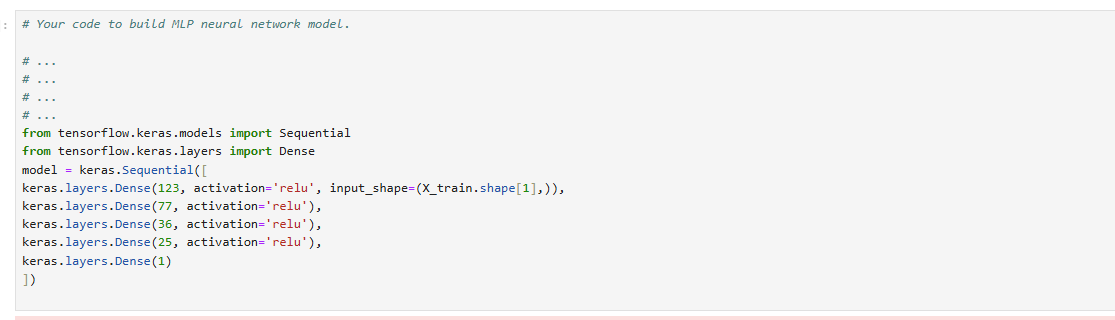 :
# Your code to build MLP neural network model.
# ...
# ...
# ...
# ...
from tensorflow.keras.models import Sequential
from tensorflow.keras.layers import Dense
model = keras.Sequential([
keras.layers.Dense(123, activation='relu', input_shape=(X_train.shape[1],)),
keras.layers.Dense(77, activation='relu'),
keras.layers.Dense(36, activation='relu'),
keras.layers.Dense(25, activation='relu'),
keras.layers.Dense(1)
])